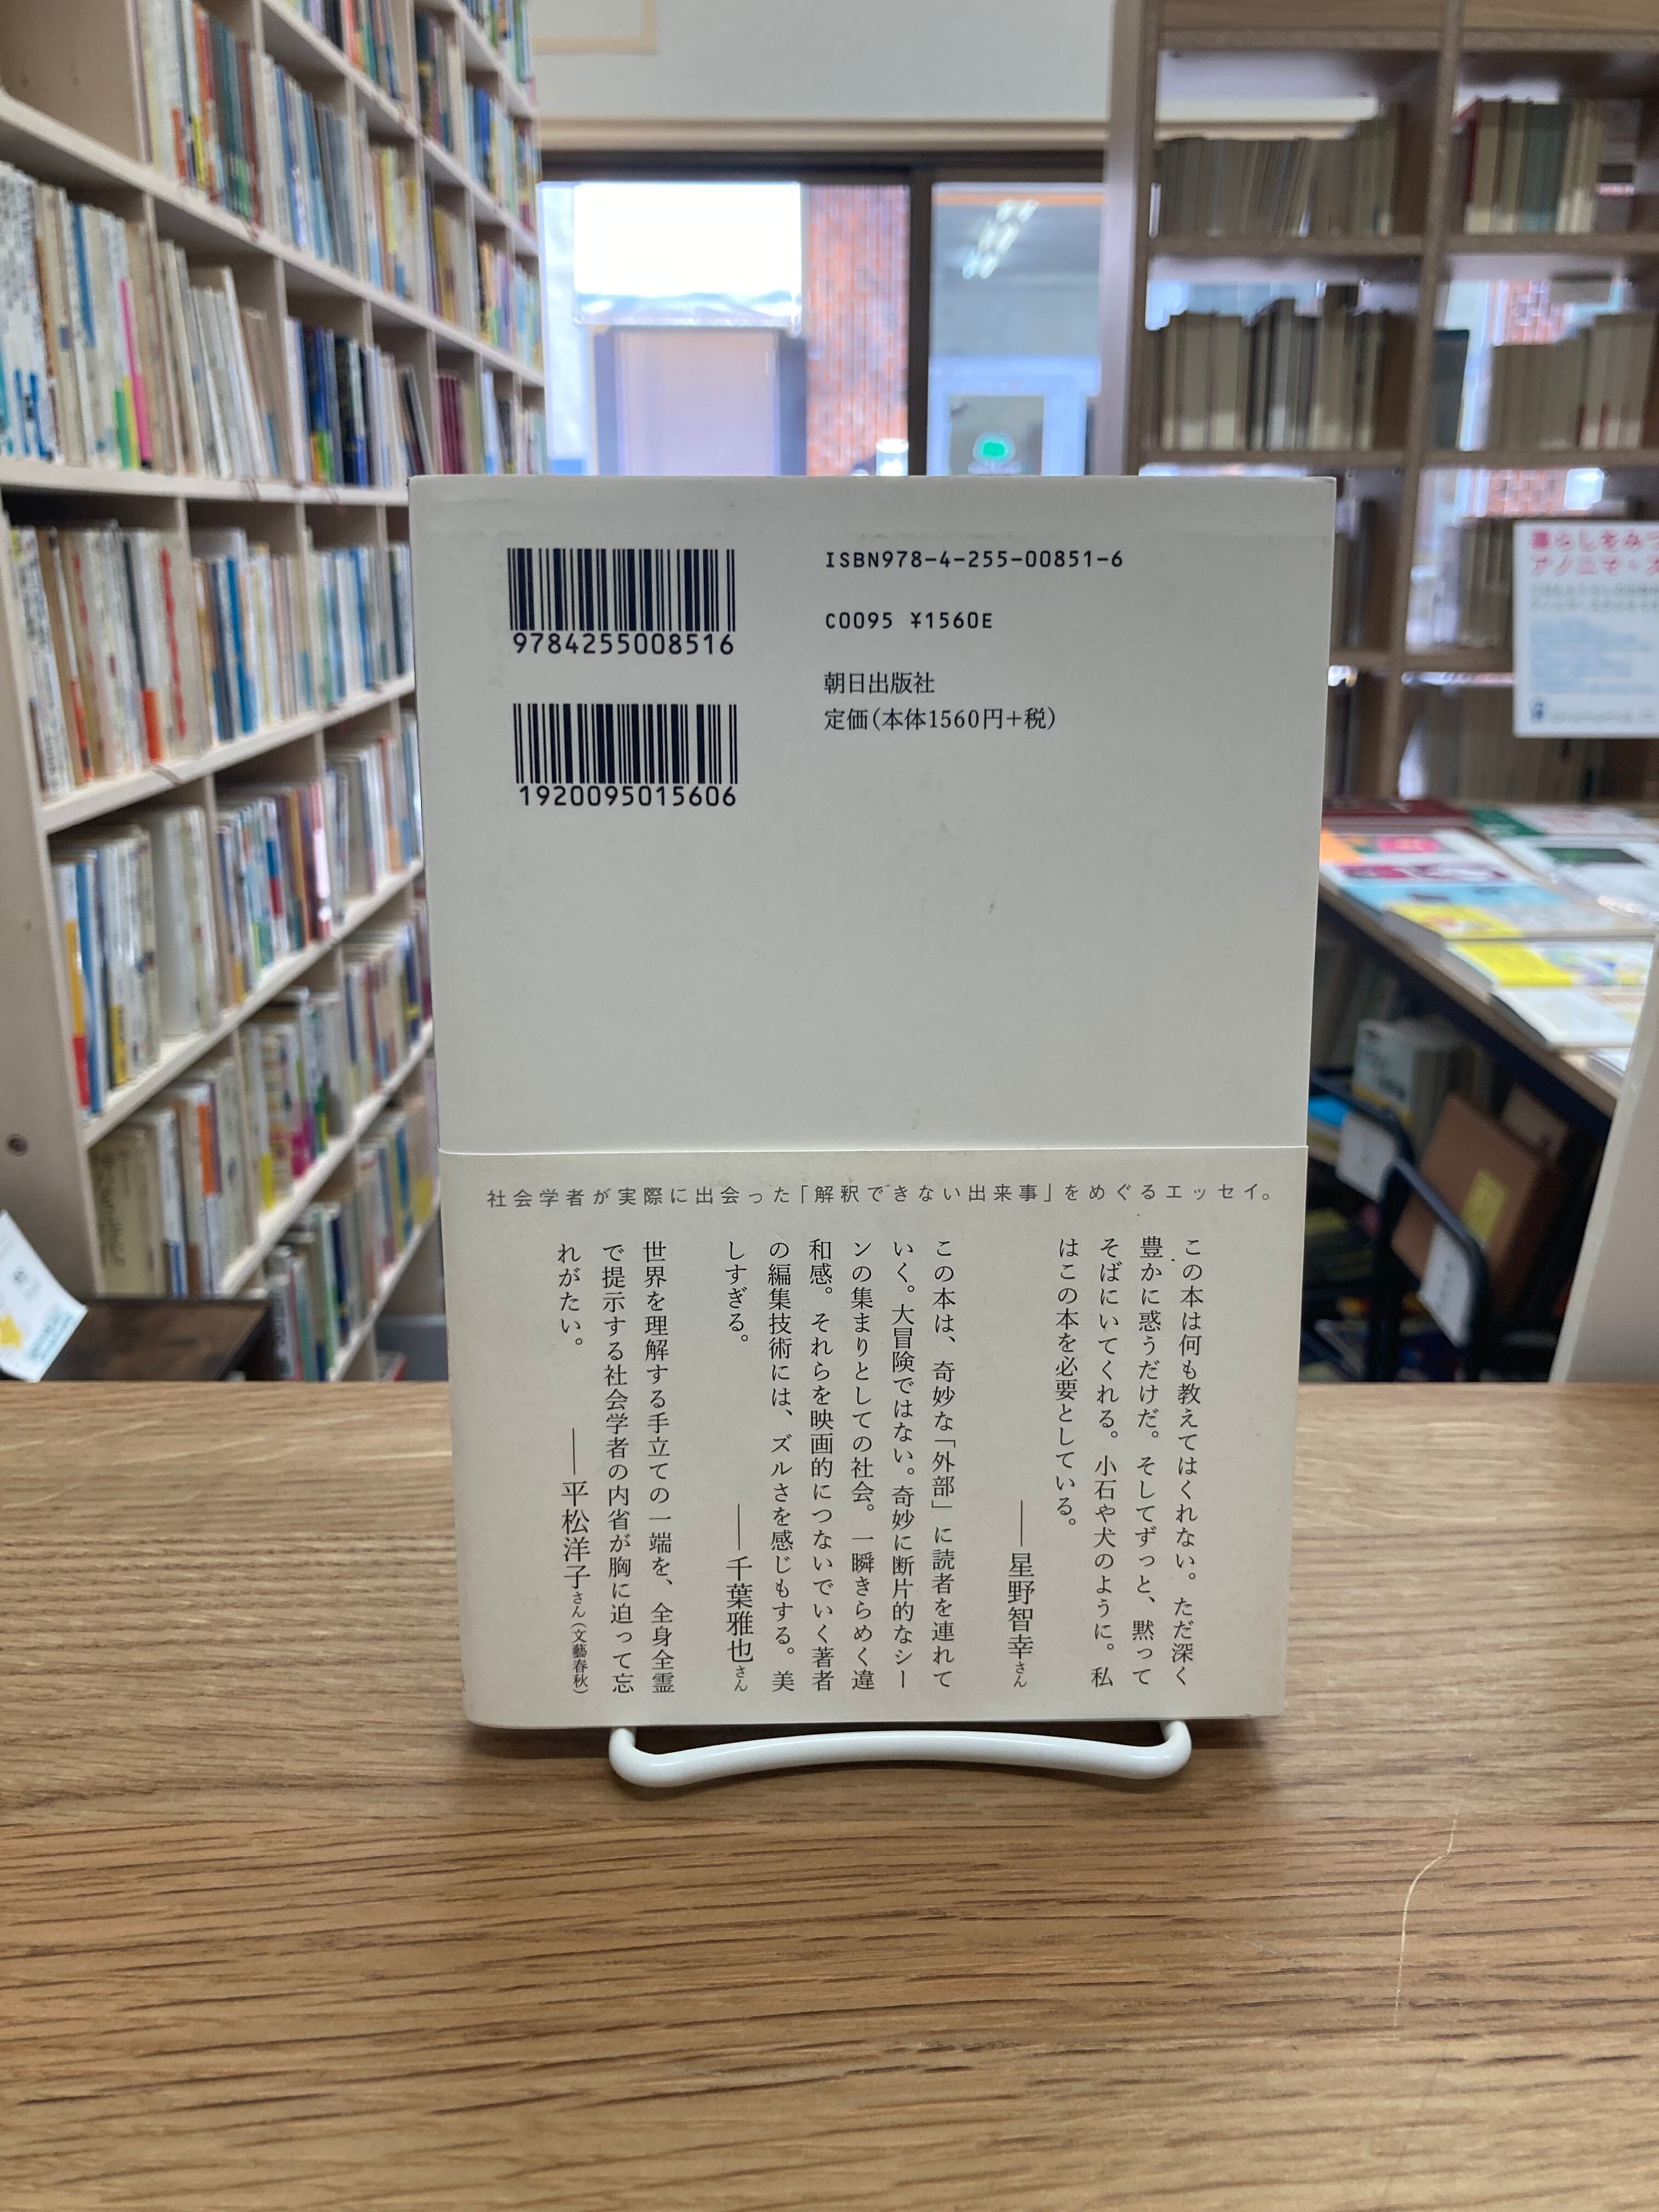 9784255008516
1920095015606
ISBN978-4-255-00851-6
C0095 ¥1560E
朝日出版社
定価(本体1560円+税)
社会学者が実際に出会った「解釈できない出来事」をめぐるエッセイ。
この本は何も教えてはくれない。ただ深く
豊かに惑うだけだ。そしてずっと、黙って
そばにいてくれる。小石や犬のように。私
はこの本を必要としている。
――星野智幸さん
この本は、奇妙な「外部」に読者を連れて
いく。大冒険ではない。奇妙に断片的なシー
ンの集まりとしての社会。一瞬きらめく違
和感。それらを映画的につないでいく著者
の編集技術には、ズルさを感じもする。美
しすぎる。
――千葉雅也さん
世界を理解する手立ての一端を、全身全霊
で提示する社会学者の内省が胸に迫って忘
れがたい。
――平松洋子さん(文藝春秋)